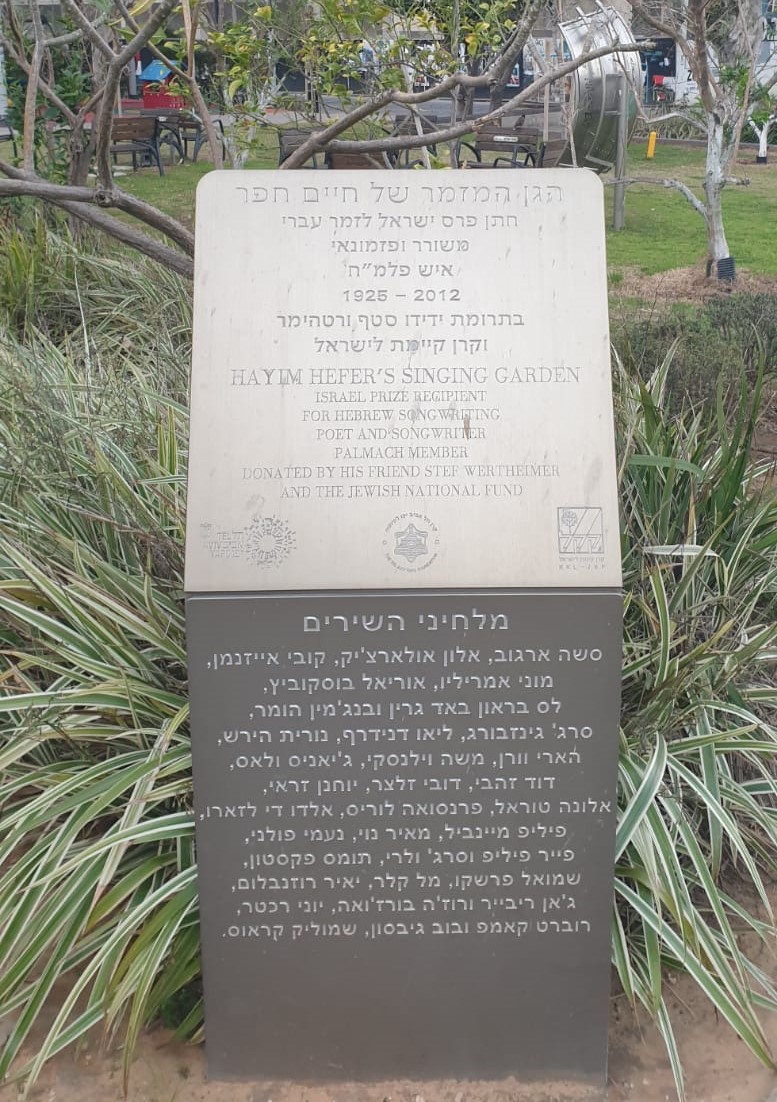 הגן המזמר של חיים חפר
חתן פרס ישראל לזמר עברי
משורר ופזמונאי
איש פלמ״ח
1925 – 2012
בתרומת ידידו סטף ורטהימר
וקרן קיימת לישראל
HAYIM HEFER'S SINGING GARDEN
ISRAEL PRIZE RECIPIENT
FOR HEBREW SONGWRITING
POET AND SONGWRITER
PALMACH MEMBER
DONATED BY HIS FRIEND STEF WERTHEIMER
AND THE JEWISH NATIONAL FUND
KKL-JNF
מלחיני השירים
סשה ארגוב, אלון אולארצ'יק, קובי אייזנמן,
מוני אמריליו, אוריאל בוסקוביץ,
לס בראון באד גרין ובנג'מין הומר,
סרג' גינזבורג, ליאו דנידרף, נורית הירש,
הארי וורן, משה וילנסקי, ג'יאניס ולאס,
דוד זהבי, דובי זלצר, יוחנן זראי,
אלונה טוראל, פרנסואה לוריס, אלדו די לזארו,
פיליפ מיינביל, מאיר נוי, נעמי פולני,
פייר פיליפ וסרג' ולרי, תומס פקסטון,
שמואל פרשקו, מל קלר, יאיר רוזנבלום,
ג'אן ריבייר ורוז'ה בורז'ואה, יוני רכטר,
רוברט קאמפ ובוב גיבסון, שמוליק קראוס.